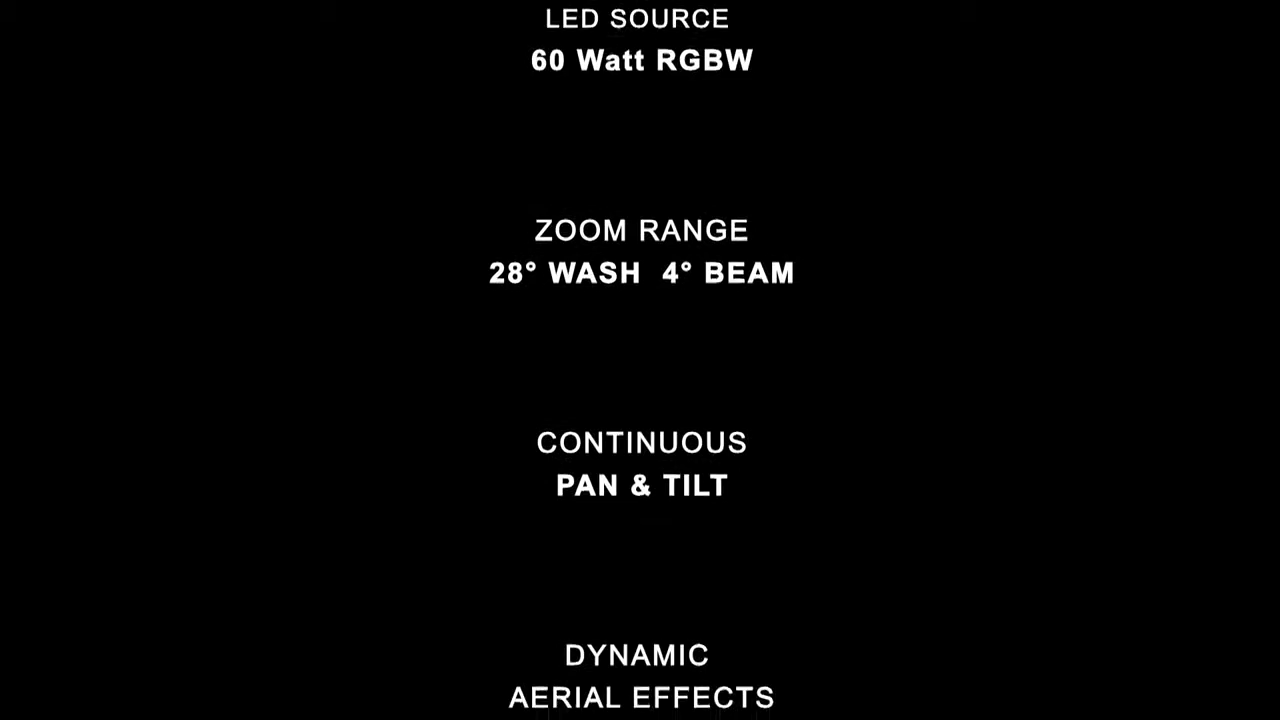 LED SOURCE
60 Watt RGBW
ZOOM RANGE
28° WASH  4° BEAM
CONTINUOUS
PAN & TILT
DYNAMIC
AERIAL EFFECTS